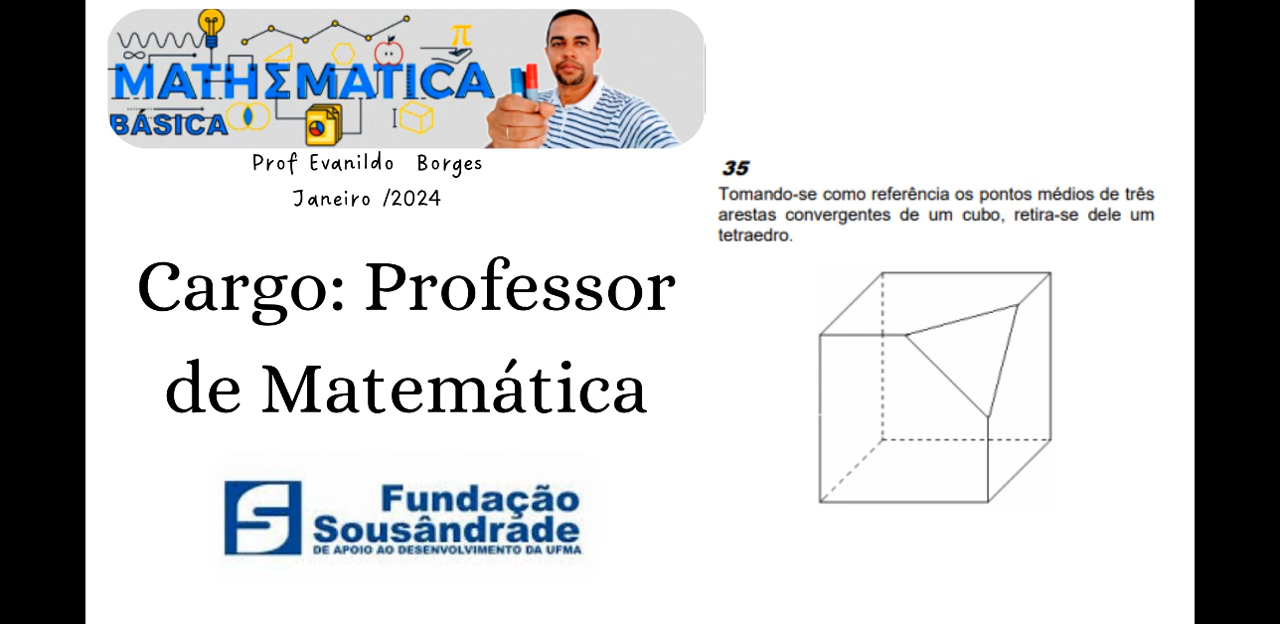 MATHΣMATICA
BÁSICA
π
Prof Evanildo Borges
Janeiro /2024
Cargo: Professor
de Matemática
Fundação
Sousândrade
DE APOIO AO DESENVOLVIMENTO DA UFMA
35
Tomando-se como referência os pontos médios de três
arestas convergentes de um cubo, retira-se dele um
tetraedro.